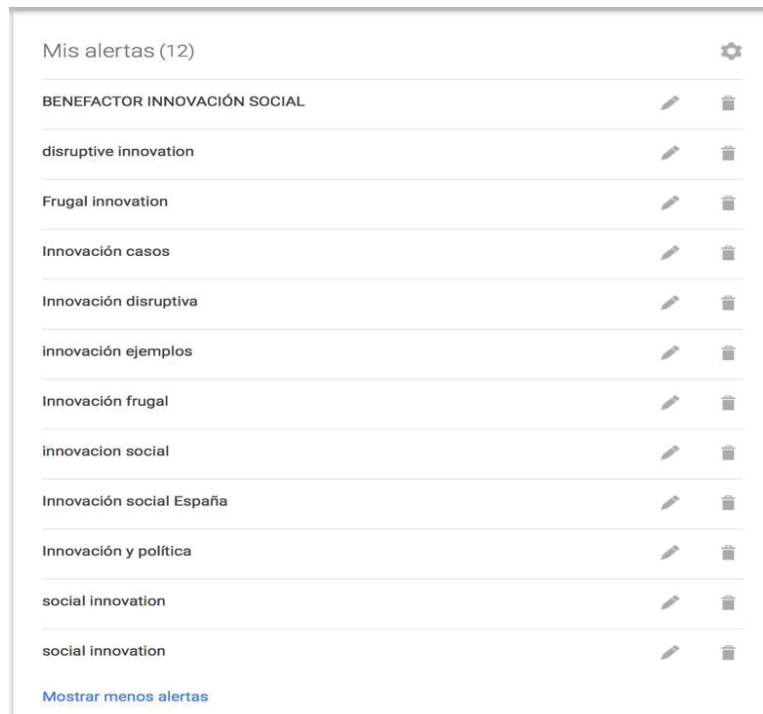 Mis alertas (12)
BENEFACTOR INNOVACIÓN SOCIAL
disruptive innovation
Frugal innovation
Innovación casos
Innovación disruptiva
innovación ejemplos
Innovación frugal
innovacion social
Innovación social España
Innovación y política
social innovation
social innovation
Mostrar menos alertas